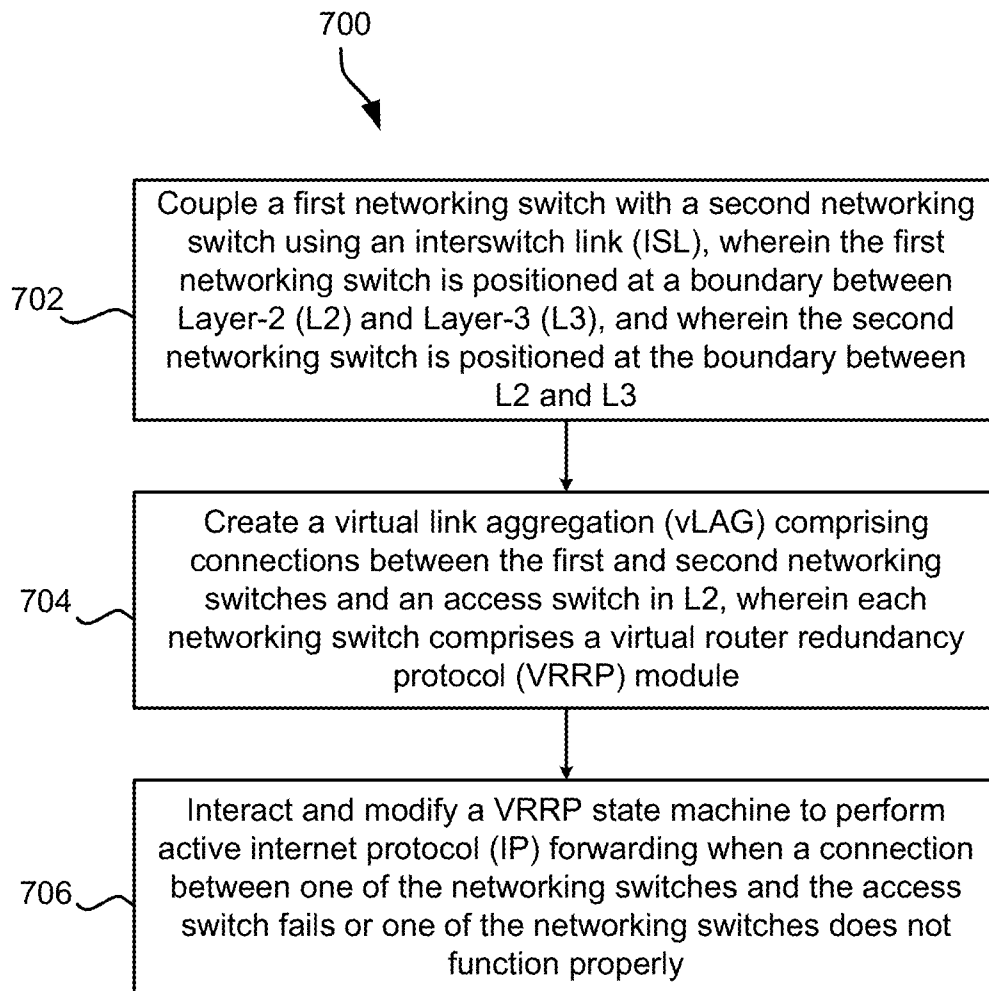 700
702
Couple a first networking switch with a second networking
switch using an interswitch link (ISL), wherein the first
networking switch is positioned at a boundary between
Layer-2 (L2) and Layer-3 (L3), and wherein the second
networking switch is positioned at the boundary between
L2 and L3
704
Create a virtual link aggregation (vLAG) comprising
connections between the first and second networking
switches and an access switch in L2, wherein each
networking switch comprises a virtual router redundancy
protocol (VRRP) module
706
Interact and modify a VRRP state machine to perform
active internet protocol (IP) forwarding when a connection
between one of the networking switches and the access
switch fails or one of the networking switches does not
function properly